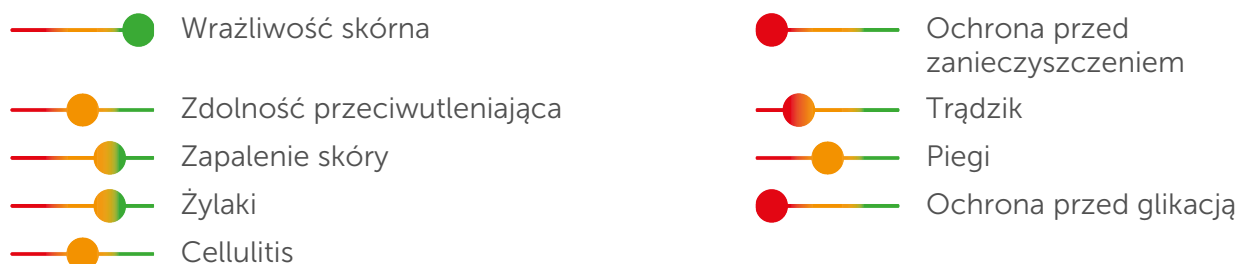 Wrażliwość skórna
Zdolność przeciwutleniająca
Zapalenie skóry
Żylaki
Cellulitis
Ochrona przed
zanieczyszczeniem
Trądzik
Piegi
Ochrona przed glikacją